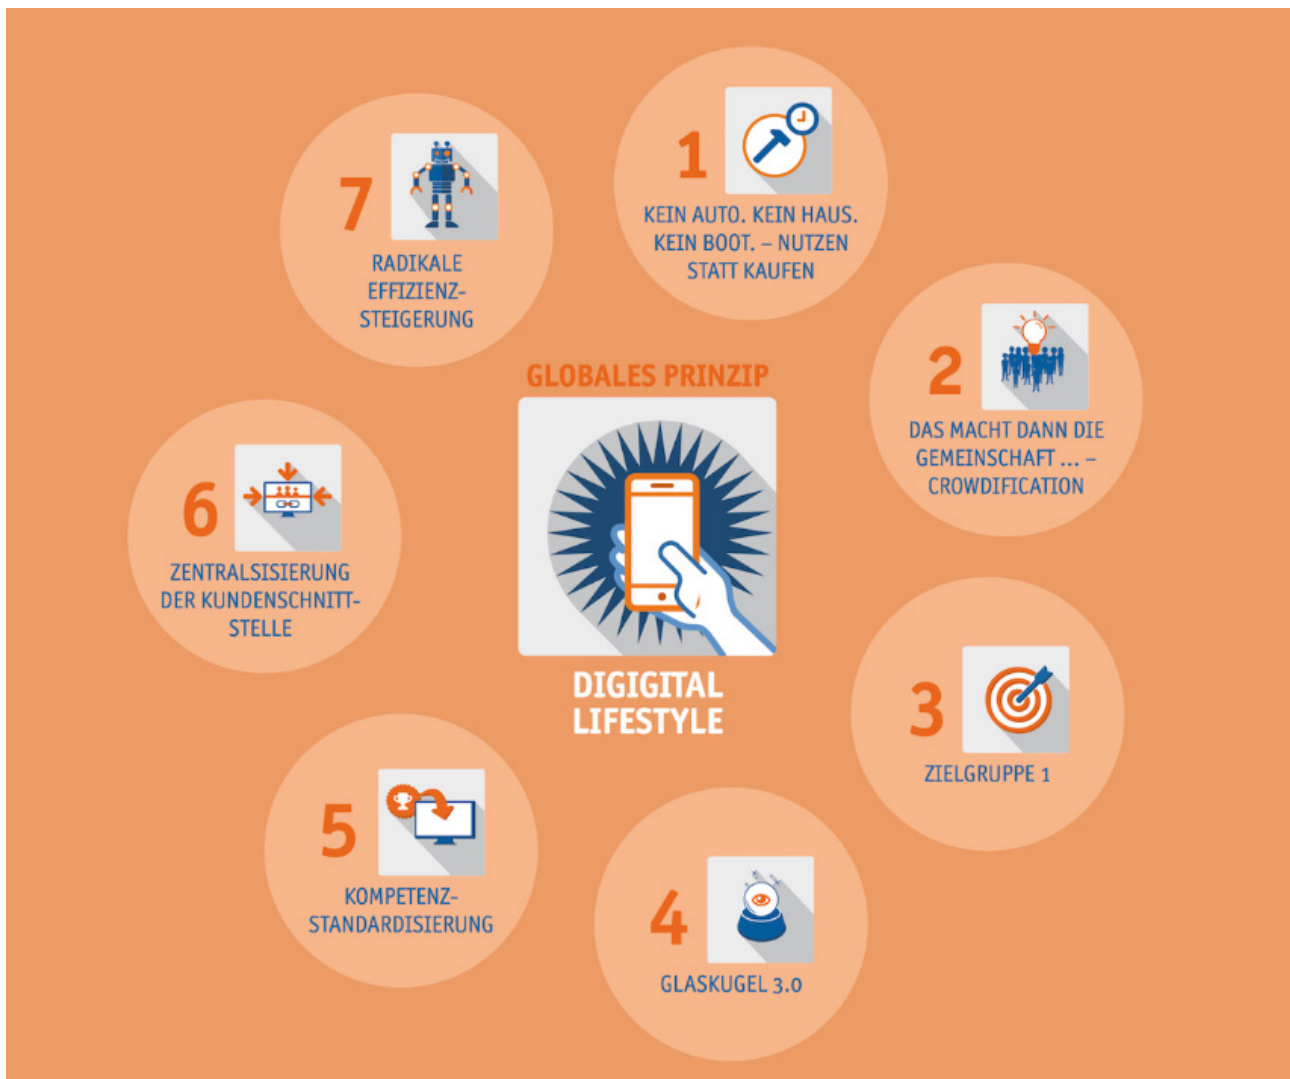 GLOBALES PRINZIP
DIGIGITAL
LIFESTYLE
1
KEIN AUTO. KEIN HAUS.
KEIN BOOT. – NUTZEN
STATT KAUFEN
2
DAS MACHT DANN DIE
GEMEINSCHAFT ... –
CROWDIFICATION
3
ZIELGRUPPE 1
4
GLASKUGEL 3.0
5
KOMPETENZ-
STANDARDISIERUNG
6
ZENTRALSISIERUNG
DER KUNDENSCHNITT-
STELLE
7
RADIKALE
EFFIZIENZ-
STEIGERUNG